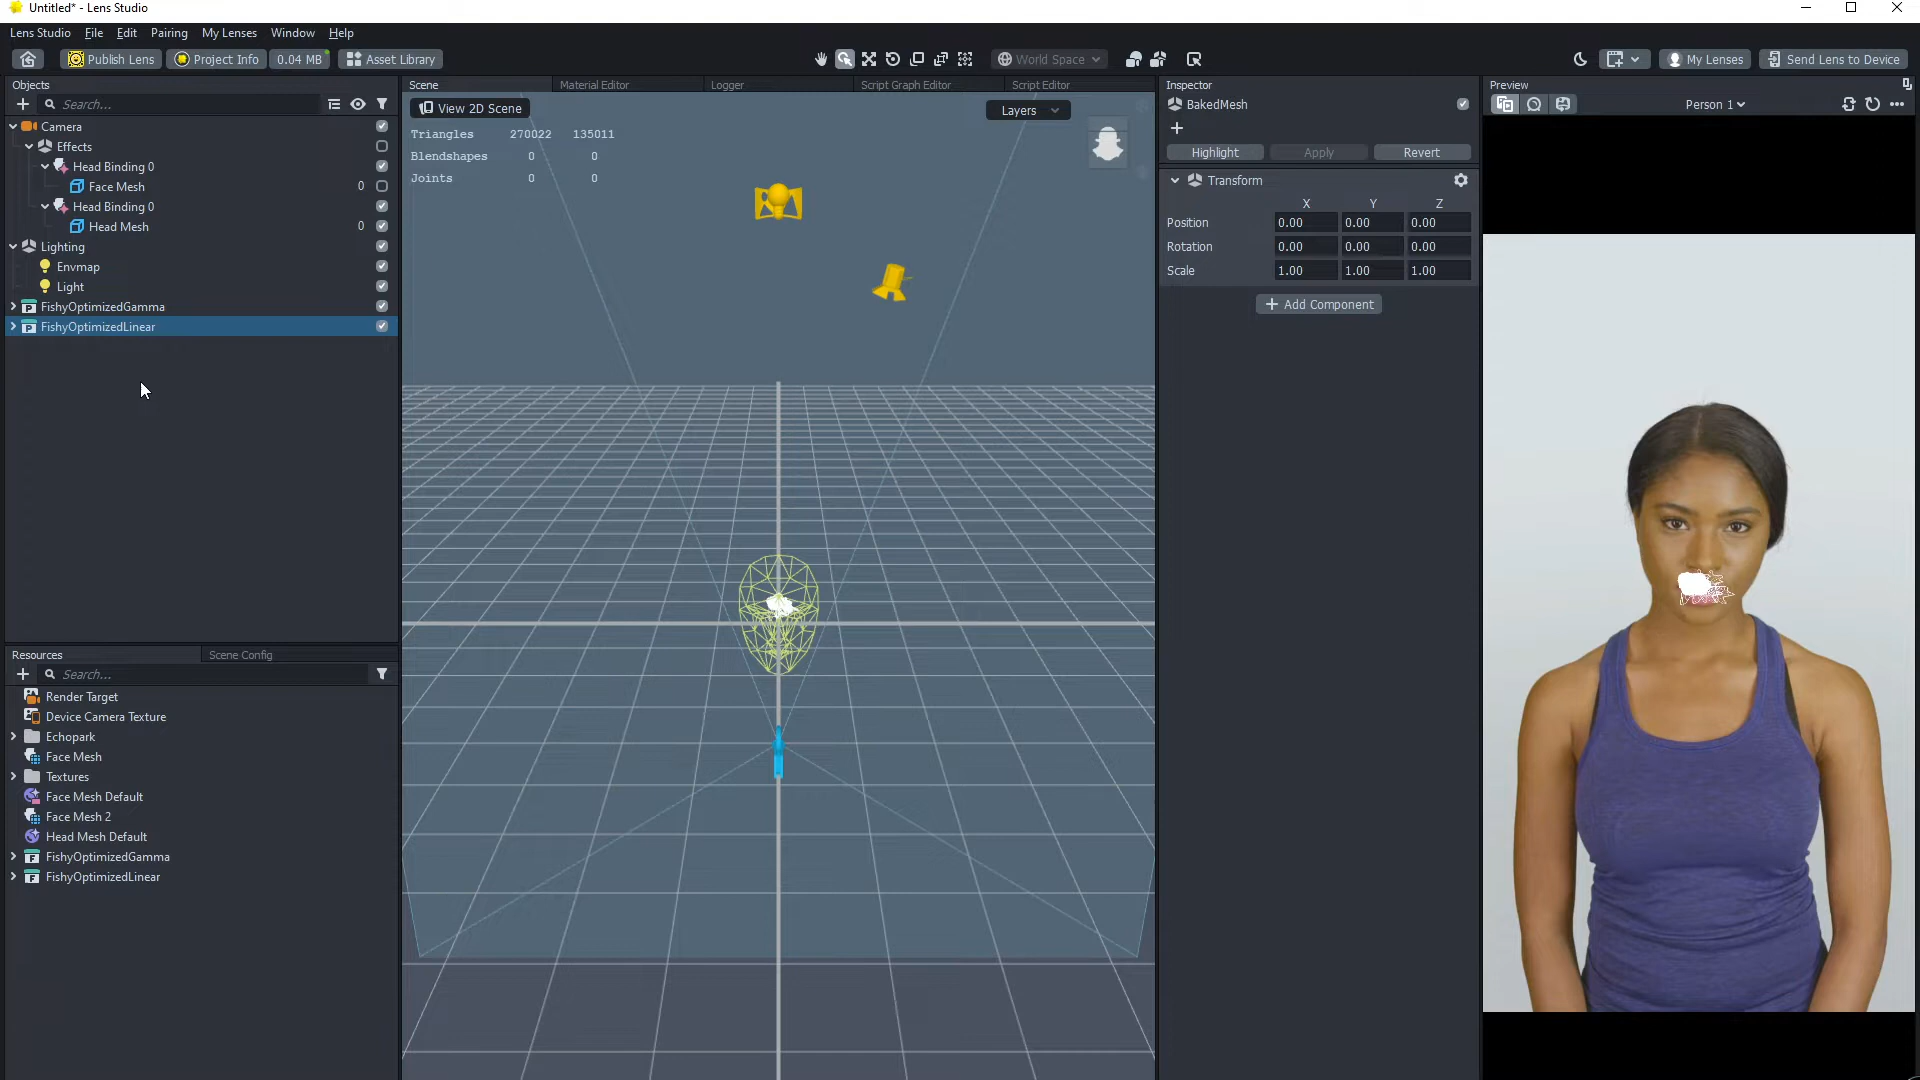 Untitled* - Lens Studio
Lens Studio File Edit Pairing My Lenses Window Help
Publish Lens Project Info 0.04 MB Asset Library World Space My Lenses Send Lens to Device
Objects
Search...
Camera
Effects
Head Binding 0
Face Mesh 0
Head Binding 0
Head Mesh 0
Lighting
Envmap
Light
FishyOptimizedGamma
FishyOptimizedLinear
Resources Scene Config
Search...
Render Target
Device Camera Texture
Echopark
Face Mesh
Textures
Face Mesh Default
Face Mesh 2
Head Mesh Default
FishyOptimizedGamma
FishyOptimizedLinear
Scene Material Editor Logger Script Graph Editor Script Editor
View 2D Scene Layers
Triangles 270022 135011
Blendshapes 0 0
Joints 0 0
Inspector
BakedMesh
Highlight Apply Revert
Transform
X Y Z
Position 0.00 0.00 0.00
Rotation 0.00 0.00 0.00
Scale 1.00 1.00 1.00
Add Component
Preview
Person 1